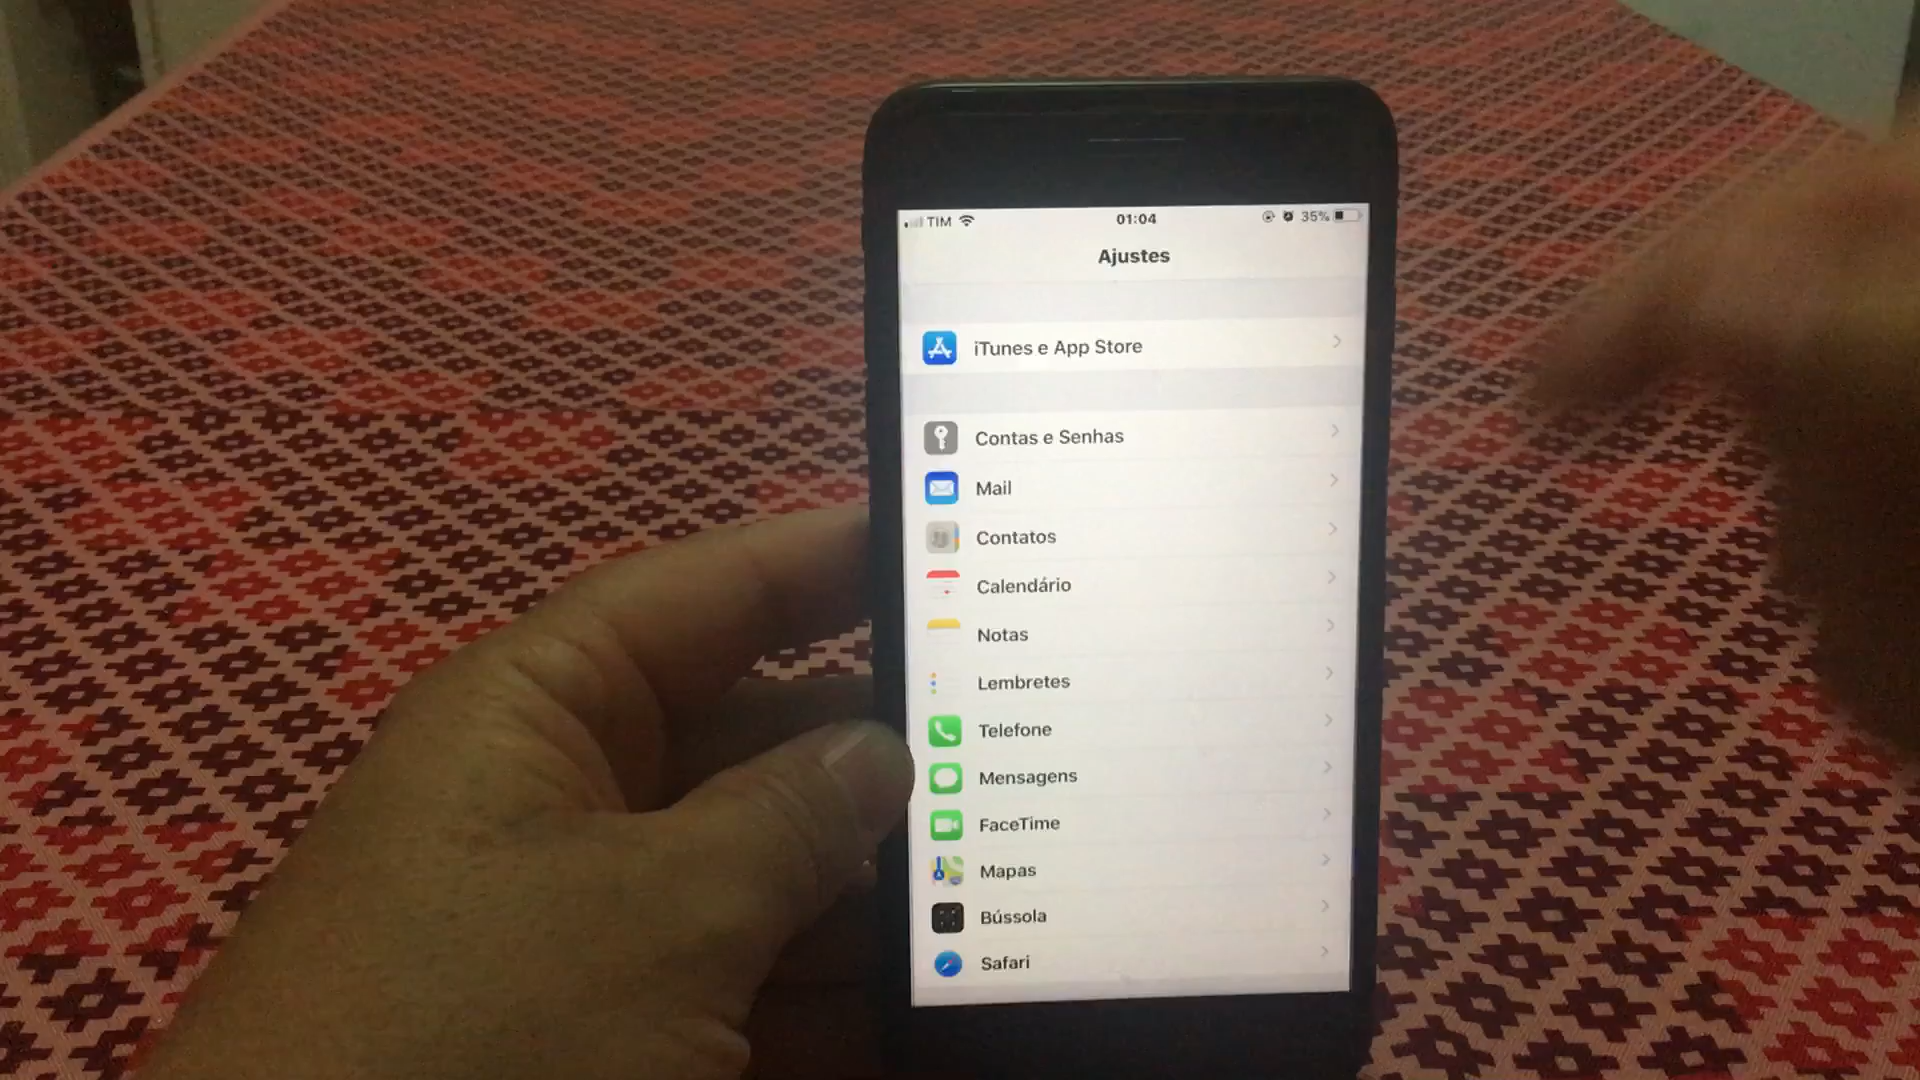 TIM 01:04 35%
Ajustes
iTunes e App Store
Contas e Senhas
Mail
Contatos
Calendário
Notas
Lembretes
Telefone
Mensagens
FaceTime
Mapas
Bússola
Safari